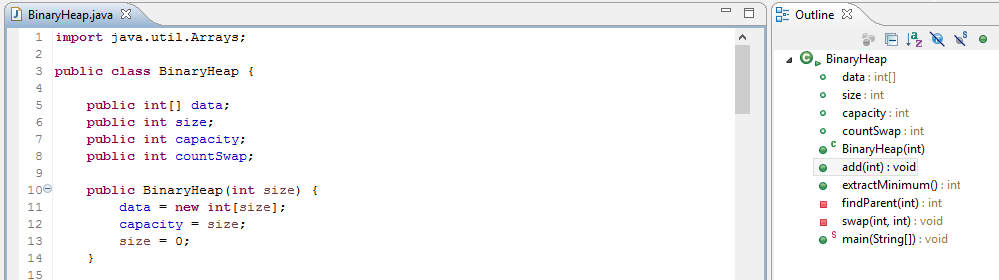 BinaryHeap.java
1 import java.util.Arrays;
2
3 public class BinaryHeap {
4
5 public int[] data;
6 public int size;
7 public int capacity;
8 public int countSwap;
9
10 public BinaryHeap(int size) {
11 data = new int[size];
12 capacity = size;
13 size = 0;
14 }
15
Outline
BinaryHeap
data : int[]
size : int
capacity : int
countSwap : int
C BinaryHeap(int)
add(int) : void
extractMinimum() : int
findParent(int) : int
swap(int, int) : void
S main(String[]) : void